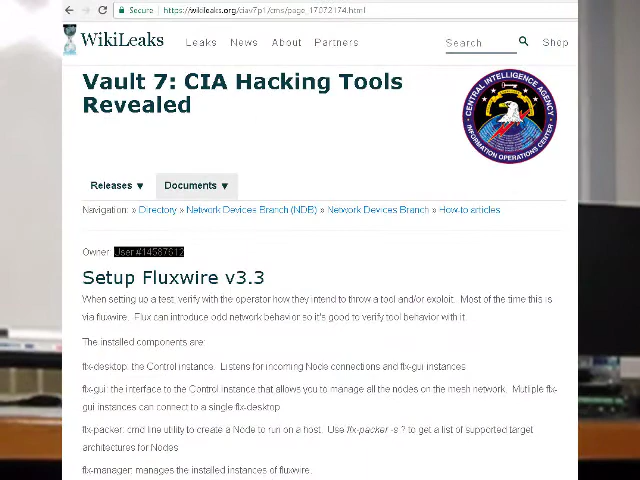 Secure
https://wikileaks.org/ciav7p1/cms/page_17072174.html
WikiLeaks
Leaks News About Partners Search Shop
Vault 7: CIA Hacking Tools
Revealed
CENTRAL INTELLIGENCE AGENCY
INFORMATION OPERATIONS CENTER
Releases ▼ Documents ▼
Navigation: » Directory » Network Devices Branch (NDB) » Network Devices Branch » How-to articles
Owner: User #14587612
Setup Fluxwire v3.3
When setting up a test, verify with the operator how they intend to throw a tool and/or exploit. Most of the time this is
via fluxwire. Flux can introduce odd network behavior so it's good to verify tool behavior with it.
The installed components are:
flx-desktop: the Control instance. Listens for incoming Node connections and flx-gui instances
flx-gui: the interface to the Control instance that allows you to manage all the nodes on the mesh network. Mutliple flx-
gui instances can connect to a single flx-desktop
flx-packer: cmd line utility to create a Node to run on a host. Use flx-packer -s ? to get a list of supported target
architectures for Nodes
flx-manager: manages the installed instances of fluxwire.